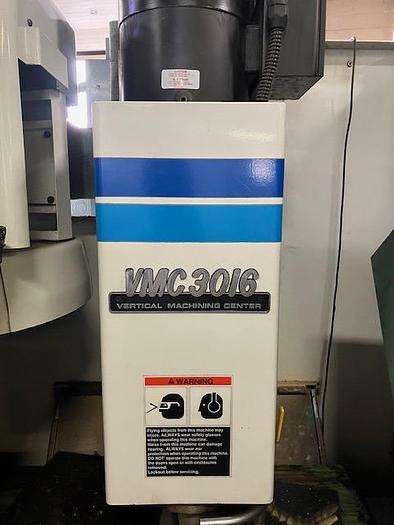 VMC 3016
VERTICAL MACHINING CENTER
WARNING
Flying objects from this machine may
injure. ALWAYS wear safety glasses
when operating this machine.
Noise from this machine can damage
hearing. ALWAYS wear ear
protection when operating this machine.
DO NOT operate this machine with
the doors open or with enclosures
removed.
Lockout before servicing.